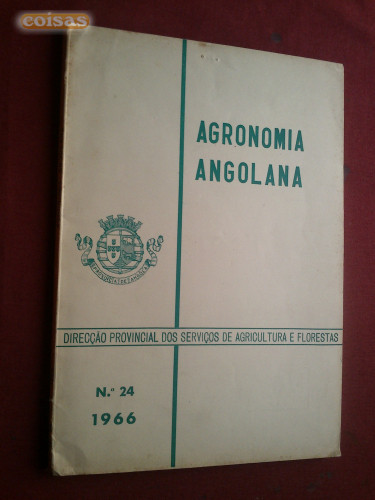 coisas
AGRONOMIA
ANGOLANA
DIRECÇÃO PROVINCIAL DOS SERVIÇOS DE AGRICULTURA E FLORESTAS
N.º 24
1966